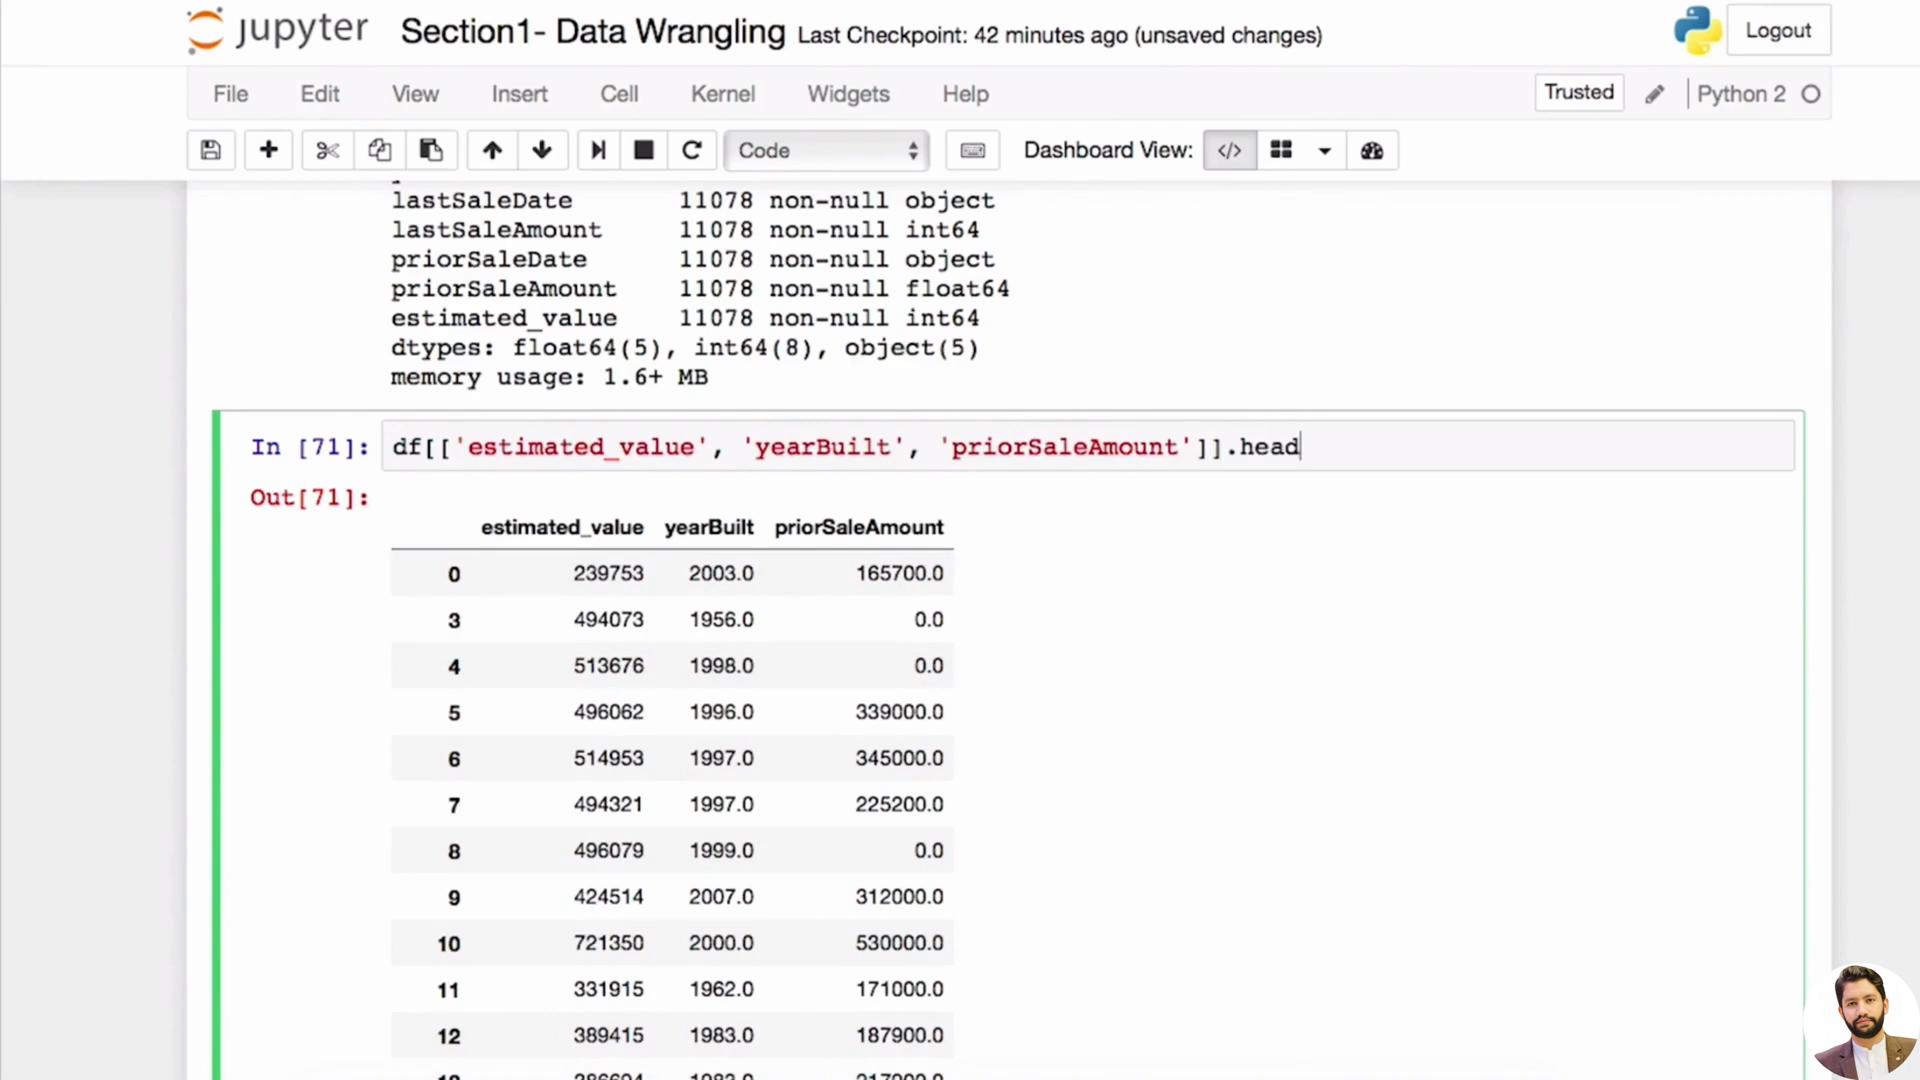 jupyter Section1- Data Wrangling Last Checkpoint: 42 minutes ago (unsaved changes) Logout
File Edit View Insert Cell Kernel Widgets Help Trusted Python 2
Code Dashboard View: </>
lastSaleDate 11078 non-null object
lastSaleAmount 11078 non-null int64
priorSaleDate 11078 non-null object
priorSaleAmount 11078 non-null float64
estimated_value 11078 non-null int64
dtypes: float64(5), int64(8), object(5)
memory usage: 1.6+ MB
In [71]: df[['estimated_value', 'yearBuilt', 'priorSaleAmount']].head
Out[71]:
estimated_value yearBuilt priorSaleAmount
0 239753 2003.0 165700.0
3 494073 1956.0 0.0
4 513676 1998.0 0.0
5 496062 1996.0 339000.0
6 514953 1997.0 345000.0
7 494321 1997.0 225200.0
8 496079 1999.0 0.0
9 424514 2007.0 312000.0
10 721350 2000.0 530000.0
11 331915 1962.0 171000.0
12 389415 1983.0 187900.0